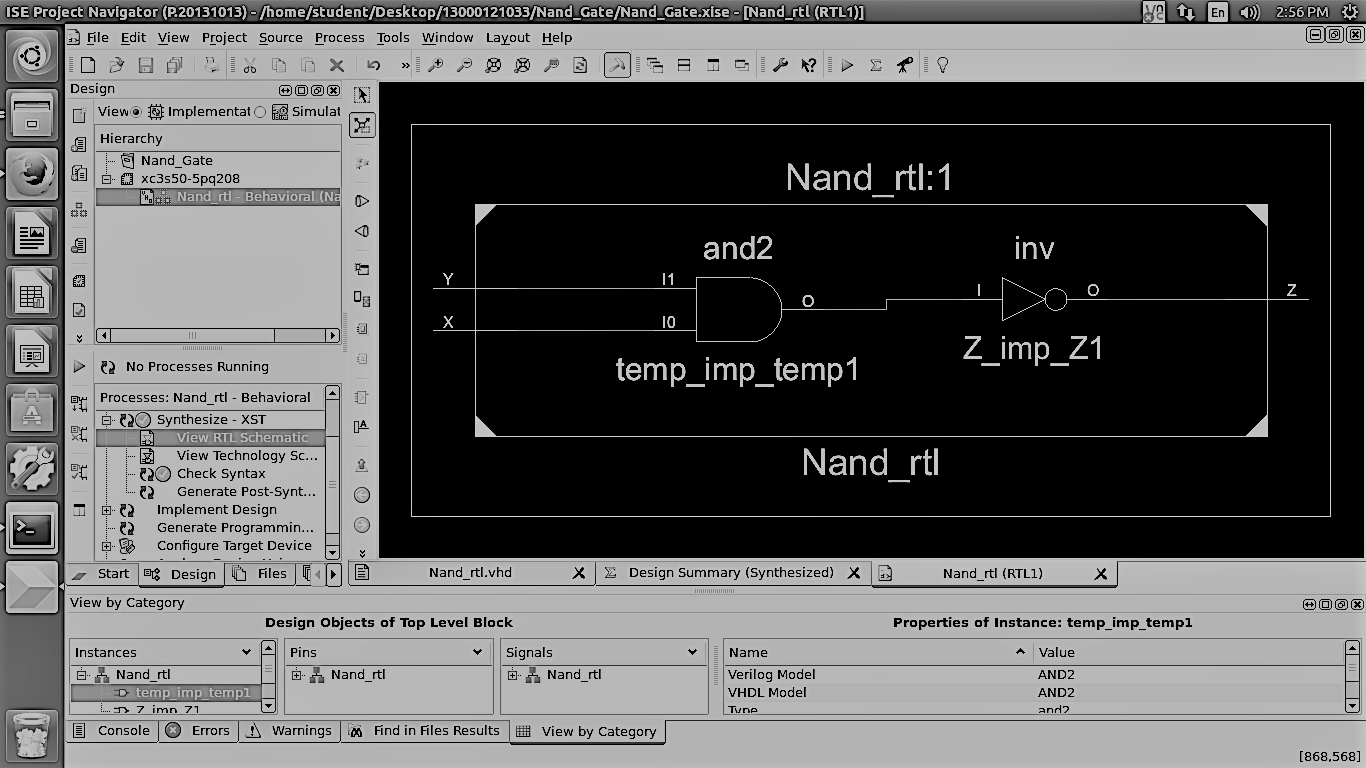 ISE Project Navigator (P.20131013) - /home/student/Desktop/13000121033/Nand_Gate/Nand_Gate.xise - [Nand_rtl (RTL1)]
En
2:56 PM
File Edit View Project Source Process Tools Window Layout Help
Design
View Implementat Simulat
Hierarchy
Nand_Gate
xc3s50-5pq208
Nand_rtl - Behavioral (Na
No Processes Running
Processes: Nand_rtl - Behavioral
Synthesize - XST
View RTL Schematic
View Technology Sc...
Check Syntax
Generate Post-Synt...
Implement Design
Generate Programmin...
Configure Target Device
Start Design Files
Nand_rtl:1
and2
inv
Y
I1
O
I
O
Z
X
I0
temp_imp_temp1
Z_imp_Z1
Nand_rtl
Nand_rtl.vhd
Design Summary (Synthesized)
Nand_rtl (RTL1)
View by Category
Design Objects of Top Level Block
Properties of Instance: temp_imp_temp1
Instances
Nand_rtl
temp_imp_temp1
Z_imp_Z1
Pins
Nand_rtl
Signals
Nand_rtl
Name Value
Verilog Model AND2
VHDL Model AND2
Type and2
Console Errors Warnings Find in Files Results View by Category
[868,568]